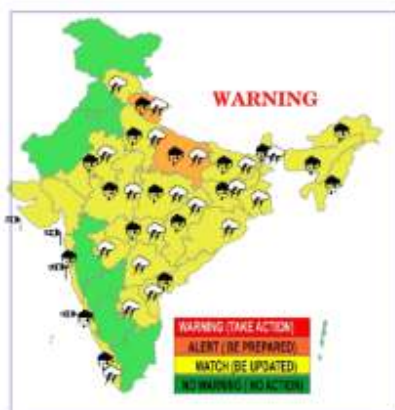 WARNING
WARNING (TAKE ACTION)
ALERT ( BE PREPARED)
WATCH (BE UPDATED)
NO WARNING ( NO ACTION)